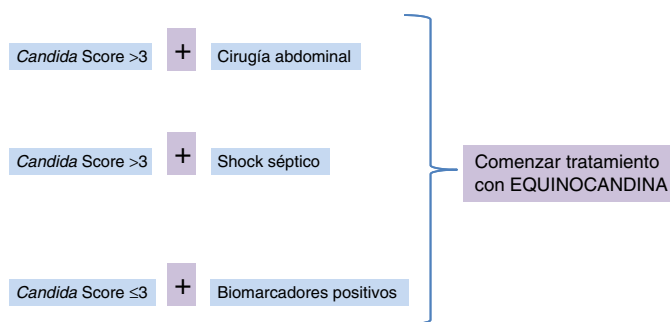 Candida Score >3 + Cirugía abdominal
Candida Score >3 + Shock séptico
Comenzar tratamiento
con EQUINOCANDINA
Candida Score ≤3 + Biomarcadores positivos